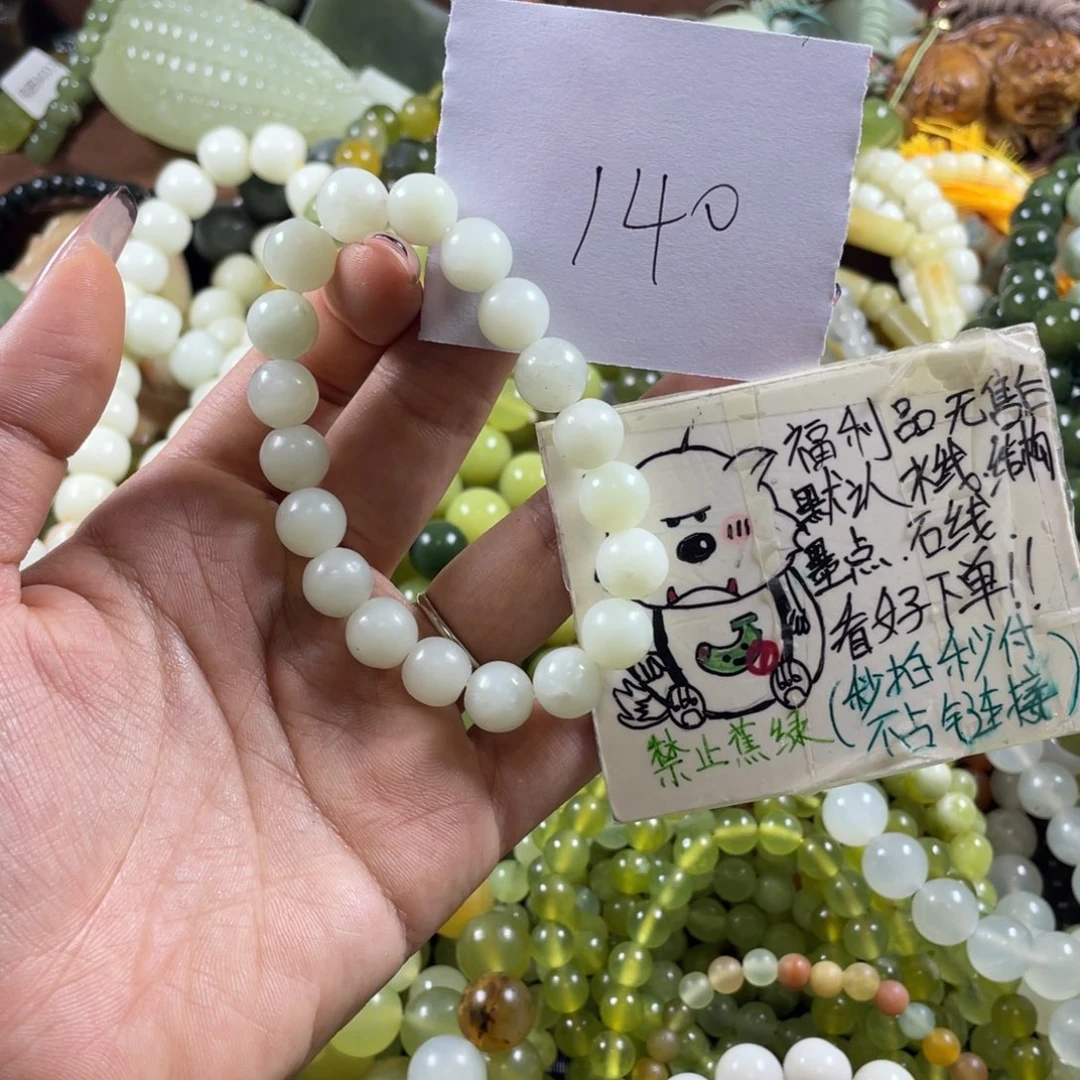 140
福利品无售后
默认水线.结构
墨点.石线.
看好下单!!
(秒拍秒付
不占链接)
禁止蕉绿